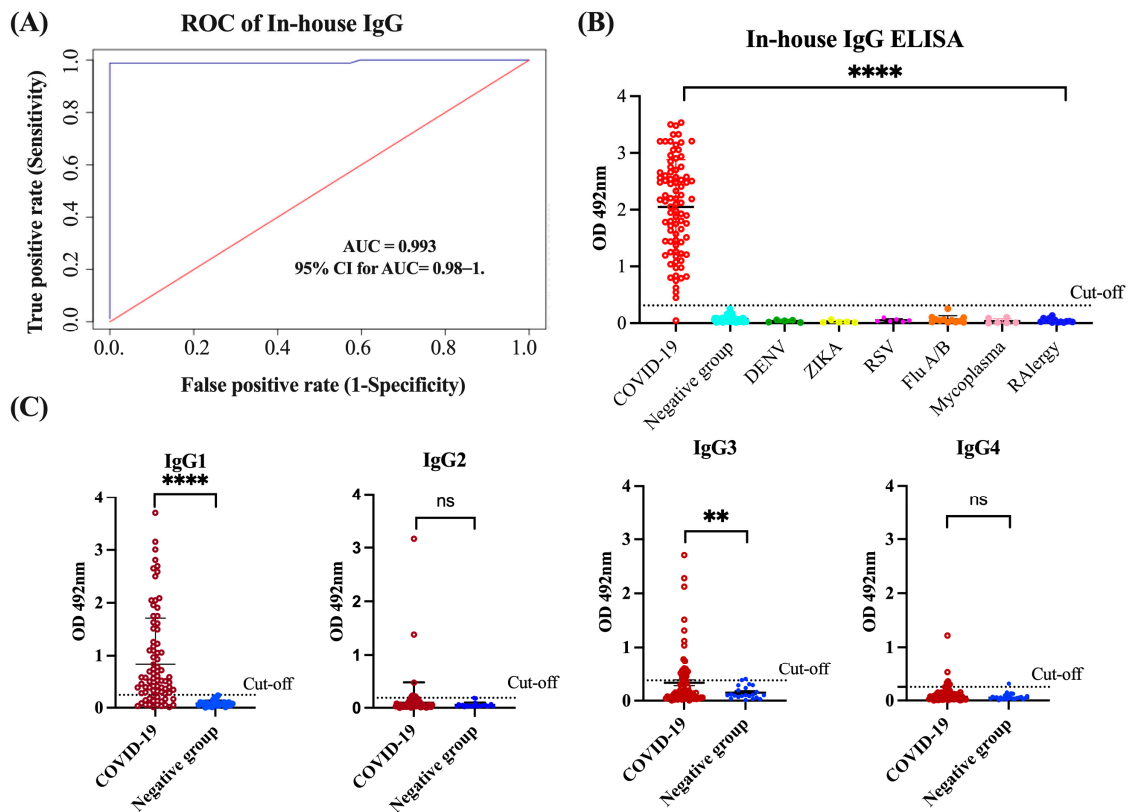 (A)
ROC of In-house IgG
True positive rate (Sensitivity)
1.0
0.8
0.6
0.4
0.2
0.0
0.0.
0.2
0.4
0.6
0.8
1.0
AUC = 0.993
95% CI for AUC= 0.98–1.
False positive rate (1-Specificity)
(B)
In-house IgG ELISA
****
OD 492nm
4
3
2
1
0
Cut-off
COVID-19
Negative group
DENV
ZIKA
RSV
Flu A/B
Mycoplasma
RAlergy
(C)
IgG1
****
OD 492nm
4
3
2
1
0
Cut-off
COVID-19
Negative group
IgG2
ns
OD 492nm
4
3
2
1
0
Cut-off
COVID-19
Negative group
IgG3
**
OD 492nm
4
3
2
1
0
Cut-off
COVID-19
Negative group
IgG4
ns
OD 492nm
4
3
2
1
0
Cut-off
COVID-19
Negative group